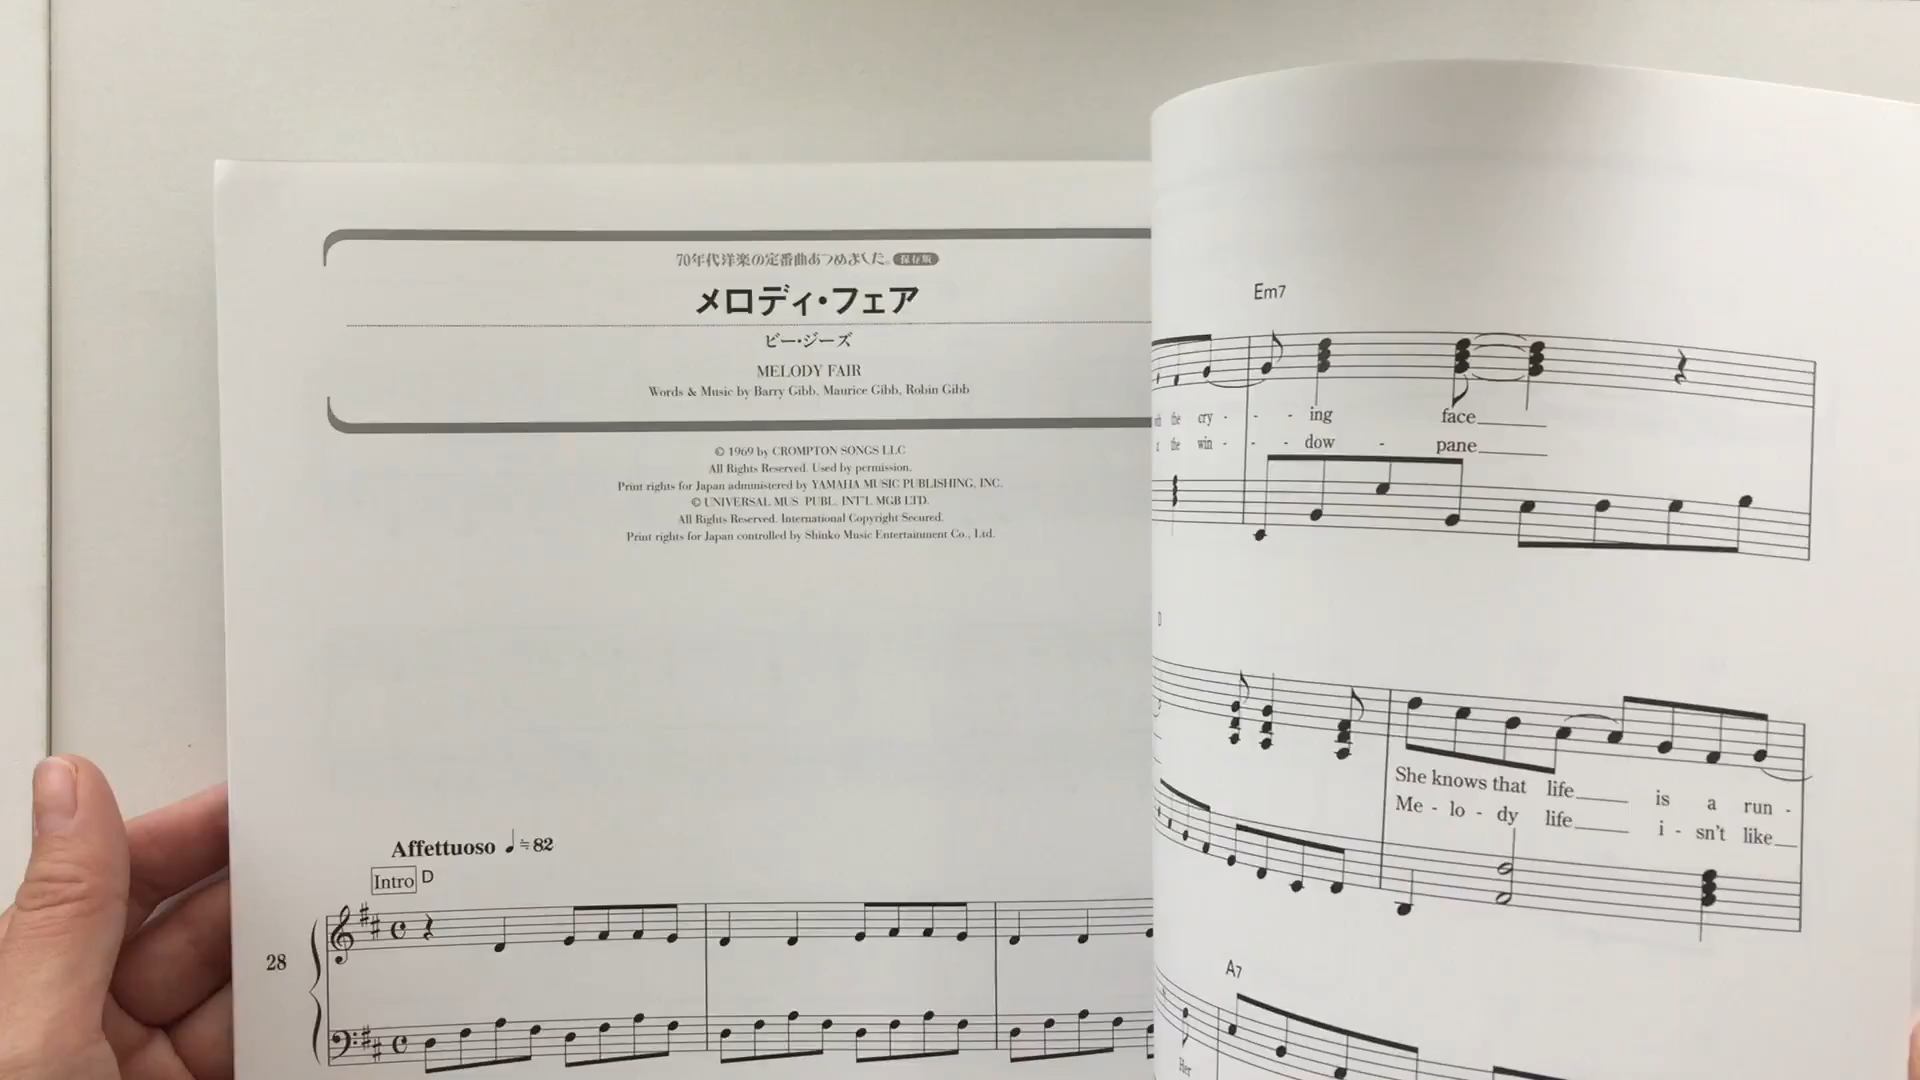 70年代洋楽の定番曲あつめました。 保存版
メロディ・フェア
ビー・ジーズ
MELODY FAIR
Words & Music by Barry Gibb, Maurice Gibb, Robin Gibb
© 1969 by CROMPTON SONGS LLC
All Rights Reserved. Used by permission.
Print rights for Japan administered by YAMAHA MUSIC PUBLISHING, INC.
© UNIVERSAL MUS PUBL. INT'L MGB LTD.
All Rights Reserved. International Copyright Secured.
Print rights for Japan controlled by Shinko Music Entertainment Co., Ltd.
Affettuoso ♩≒82
Intro D
28
Em7
the cry - - - ing face
the win - - - dow - pane
D
She knows that life is a run -
Me - lo - dy life i - sn't like
A7
Her